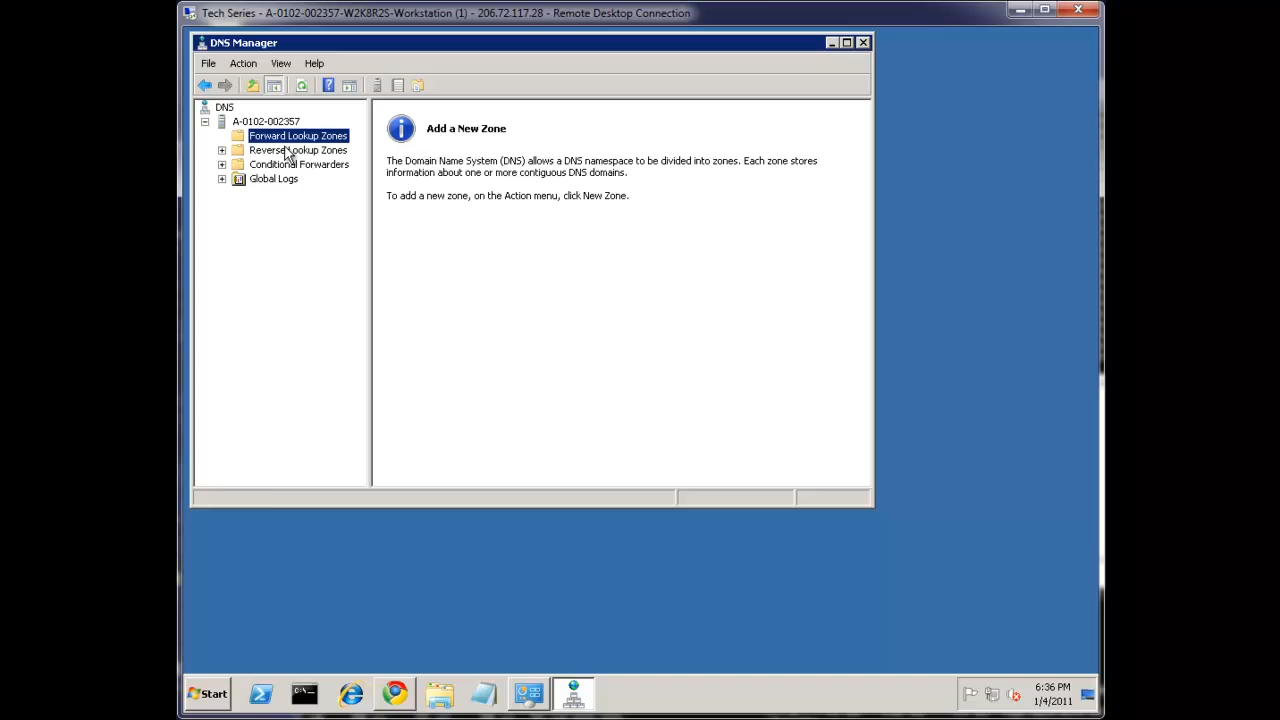 Tech Series - A-0102-002357-W2K8R2S-Workstation (1) - 206.72.117.28 - Remote Desktop Connection
DNS Manager
File Action View Help
DNS
A-0102-002357
Forward Lookup Zones
Reverse Lookup Zones
Conditional Forwarders
Global Logs
Add a New Zone
The Domain Name System (DNS) allows a DNS namespace to be divided into zones. Each zone stores
information about one or more contiguous DNS domains.
To add a new zone, on the Action menu, click New Zone.
Start
C:\
6:36 PM
1/4/2011